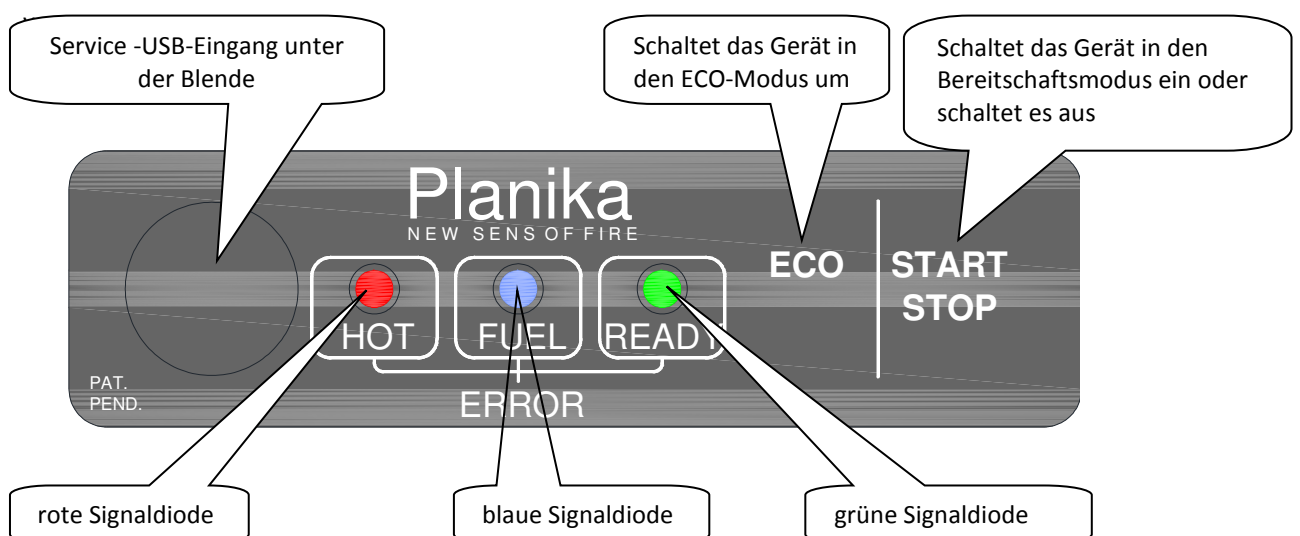 Service -USB-Eingang unter
der Blende
Schaltet das Gerät in
den ECO-Modus um
Schaltet das Gerät in den
Bereitschaftsmodus ein oder
schaltet es aus
Planika
NEW SENS OF FIRE
ECO
START
STOP
HOT
FUEL
READY
ERROR
PAT.
PEND.
rote Signaldiode
blaue Signaldiode
grüne Signaldiode